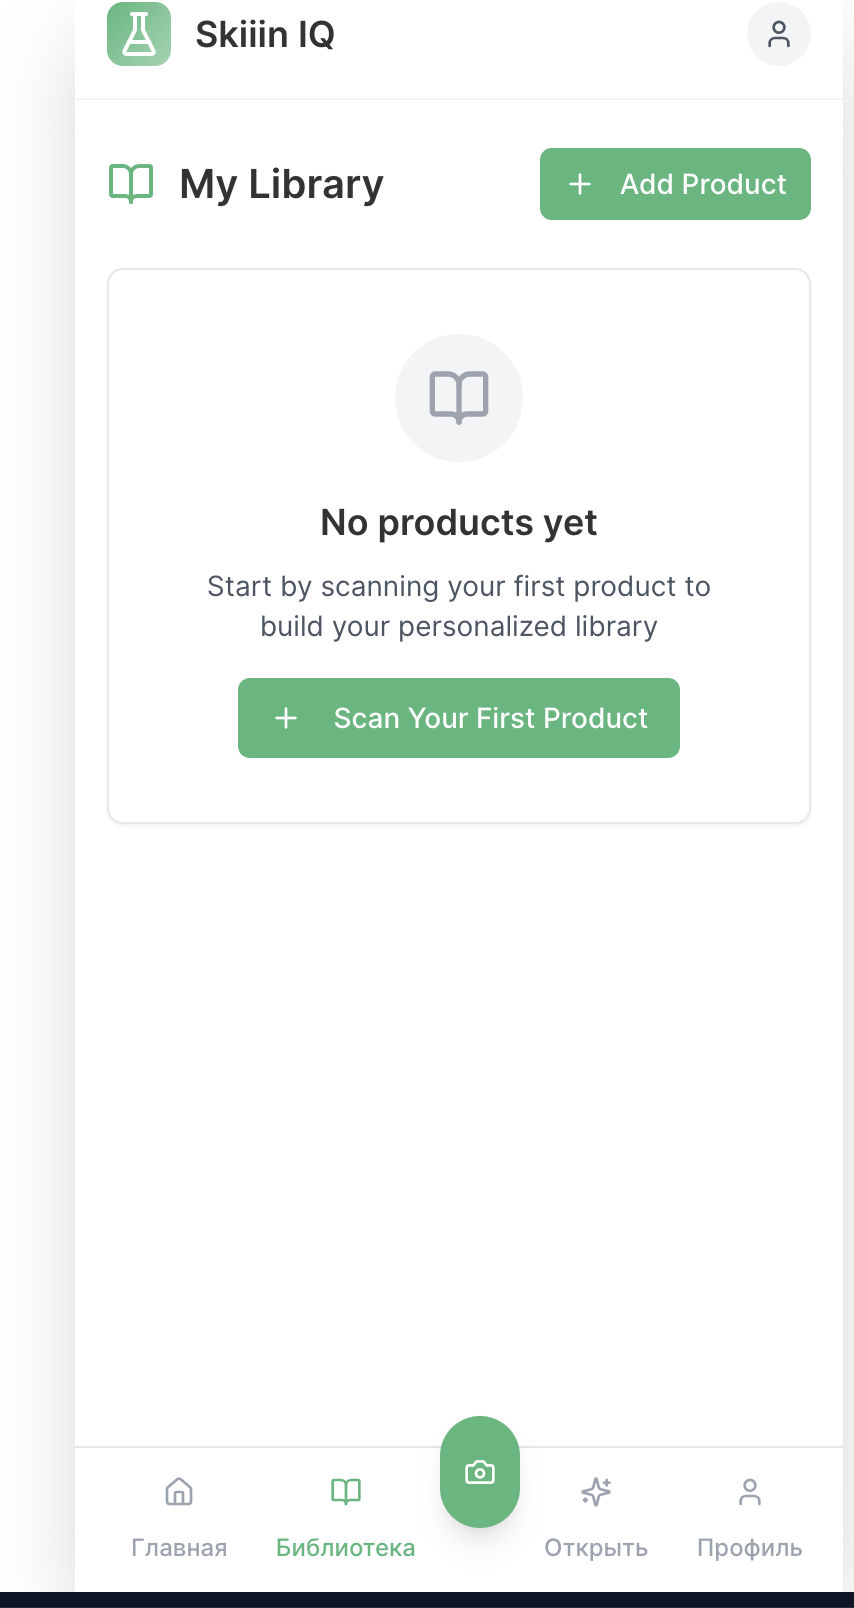 Skiiin IQ
My Library
Add Product
No products yet
Start by scanning your first product to
build your personalized library
Scan Your First Product
Главная
Библиотека
Открыть
Профиль